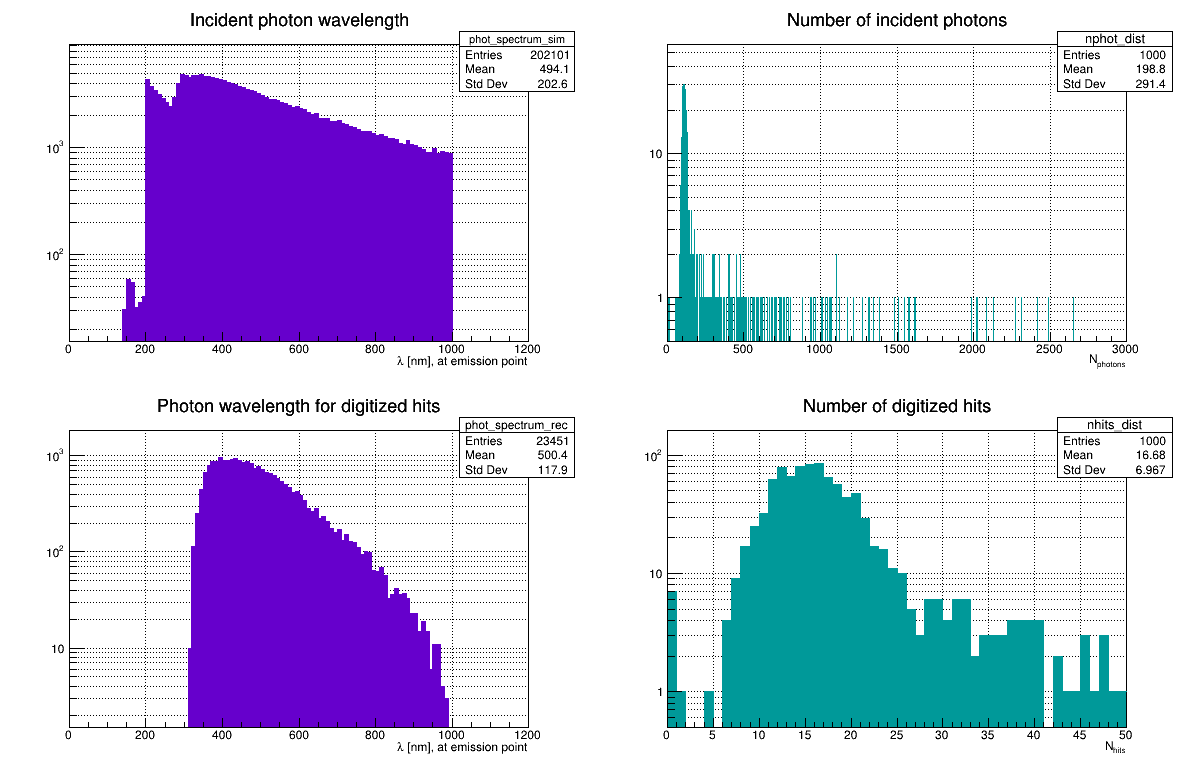 Incident photon wavelength
phot_spectrum_sim
Entries 202101
Mean 494.1
Std Dev 202.6
10³
10²
0 200 400 600 800 1000 1200
λ [nm], at emission point
Number of incident photons
nphot_dist
Entries 1000
Mean 198.8
Std Dev 291.4
10
1
0 500 1000 1500 2000 2500 3000
N_photons
Photon wavelength for digitized hits
phot_spectrum_rec
Entries 23451
Mean 500.4
Std Dev 117.9
10³
10²
10
0 200 400 600 800 1000 1200
λ [nm], at emission point
Number of digitized hits
nhits_dist
Entries 1000
Mean 16.68
Std Dev 6.967
10²
10
1
0 5 10 15 20 25 30 35 40 45 50
N_hits